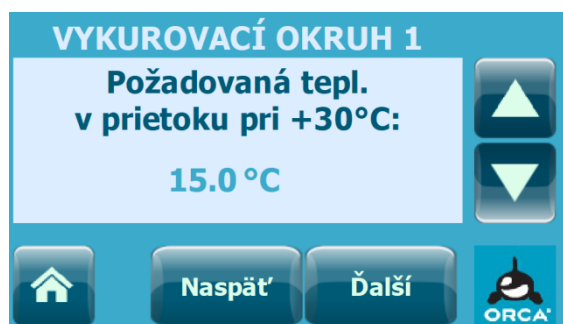 VYKUROVACÍ OKRUH 1
Požadovaná tepl.
v prietoku pri +30°C:
15.0 °C
Naspäť
Ďalší
ORCA